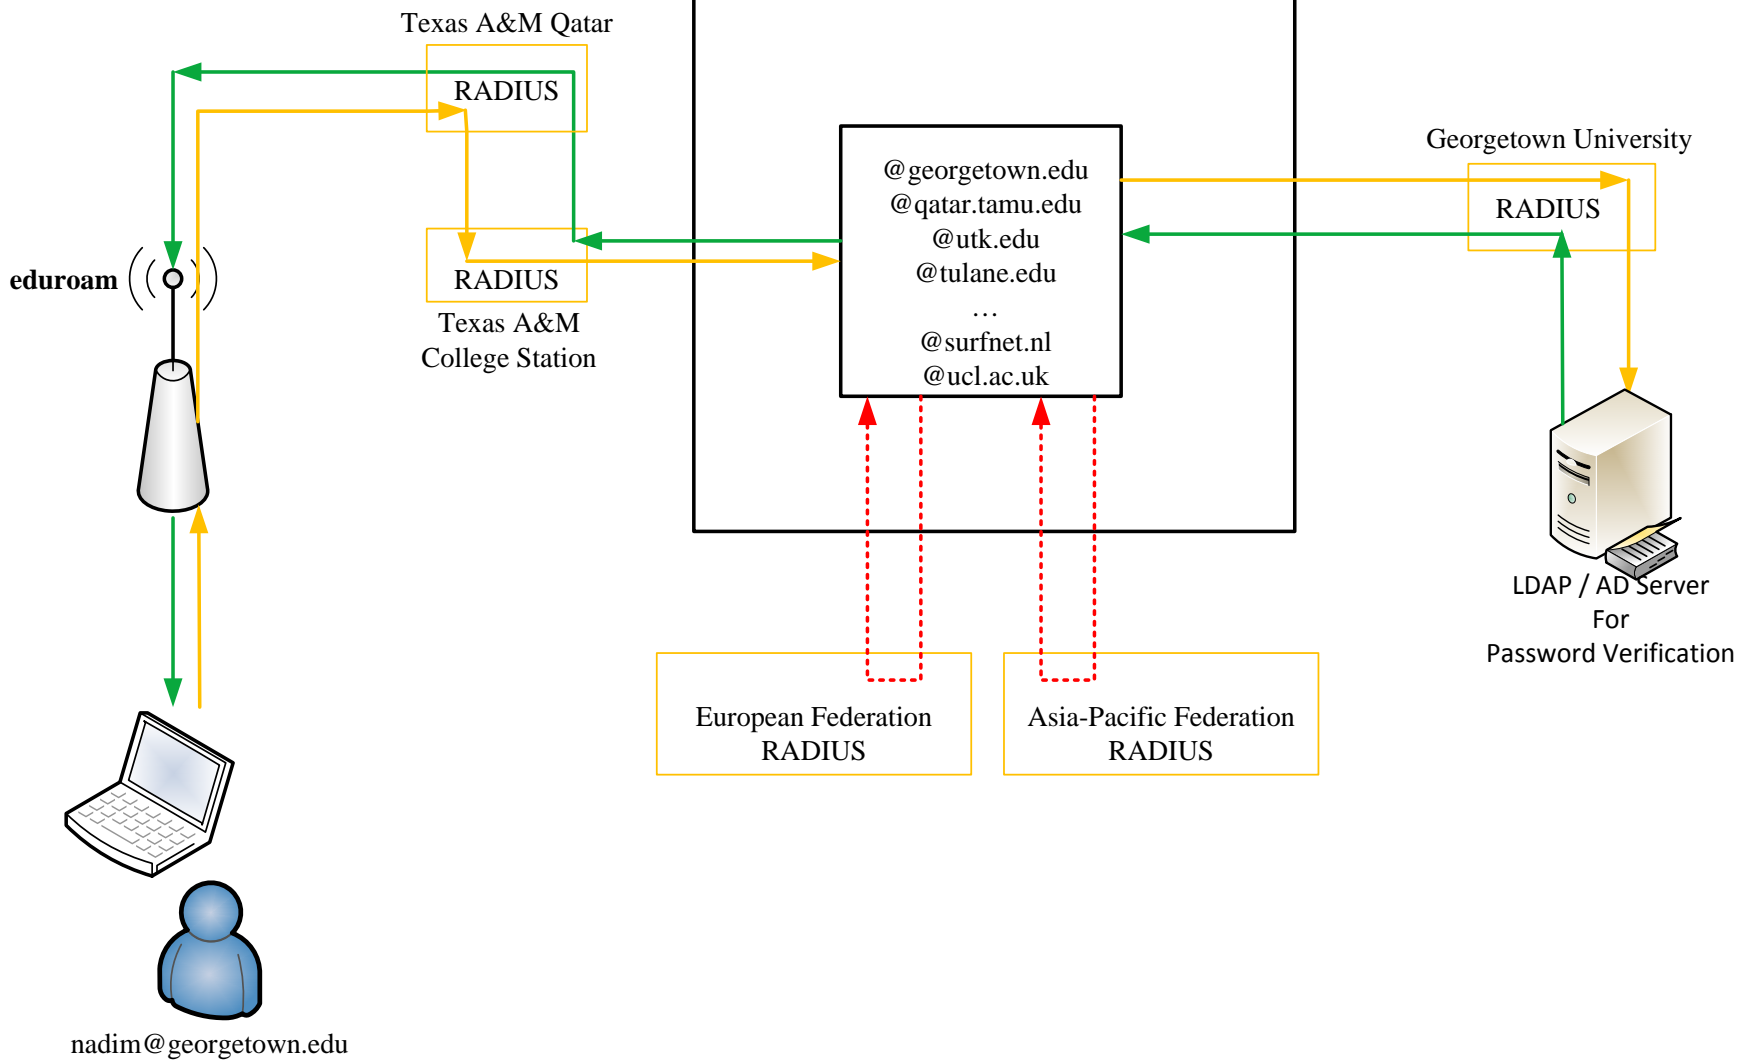 Texas A&M Qatar
RADIUS
Georgetown University
RADIUS
@georgetown.edu
@qatar.tamu.edu
@utk.edu
@tulane.edu
...
@surfnet.nl
@ucl.ac.uk
eduroam
RADIUS
Texas A&M
College Station
LDAP / AD Server
For
Password Verification
European Federation
RADIUS
Asia-Pacific Federation
RADIUS
nadim@georgetown.edu